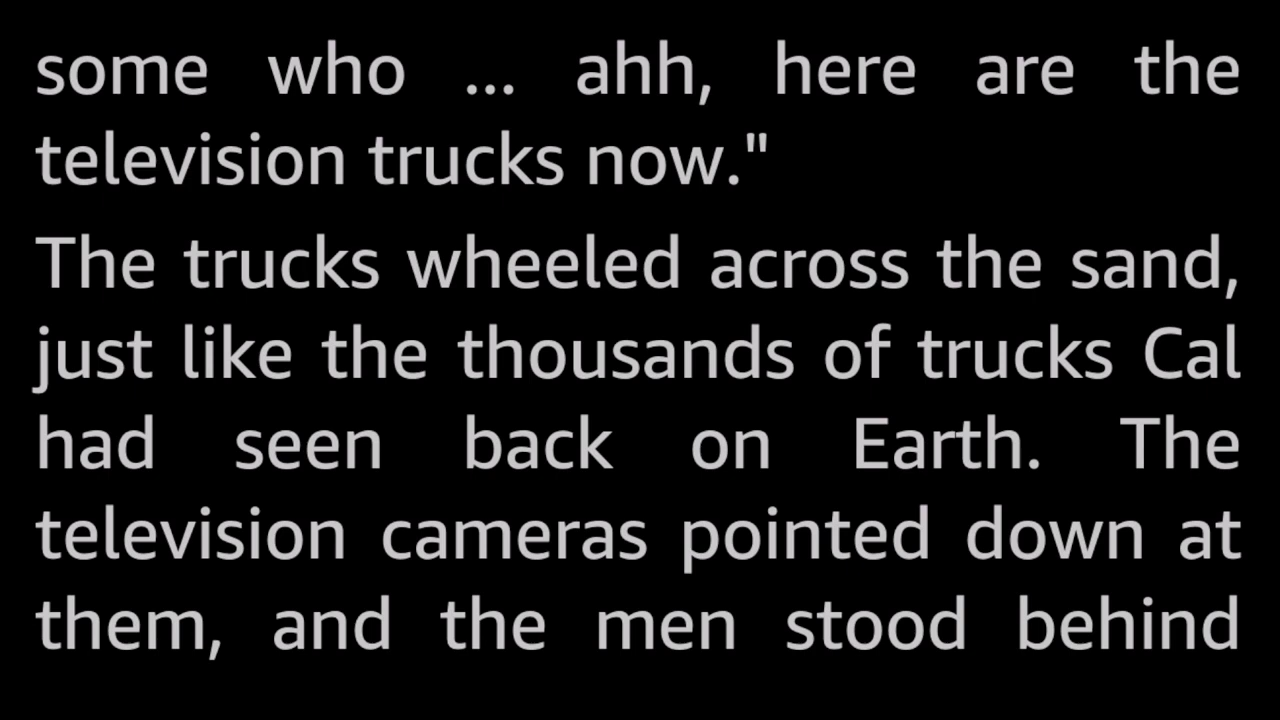 some who ... ahh, here are the
television trucks now."
The trucks wheeled across the sand,
just like the thousands of trucks Cal
had seen back on Earth. The
television cameras pointed down at
them, and the men stood behind